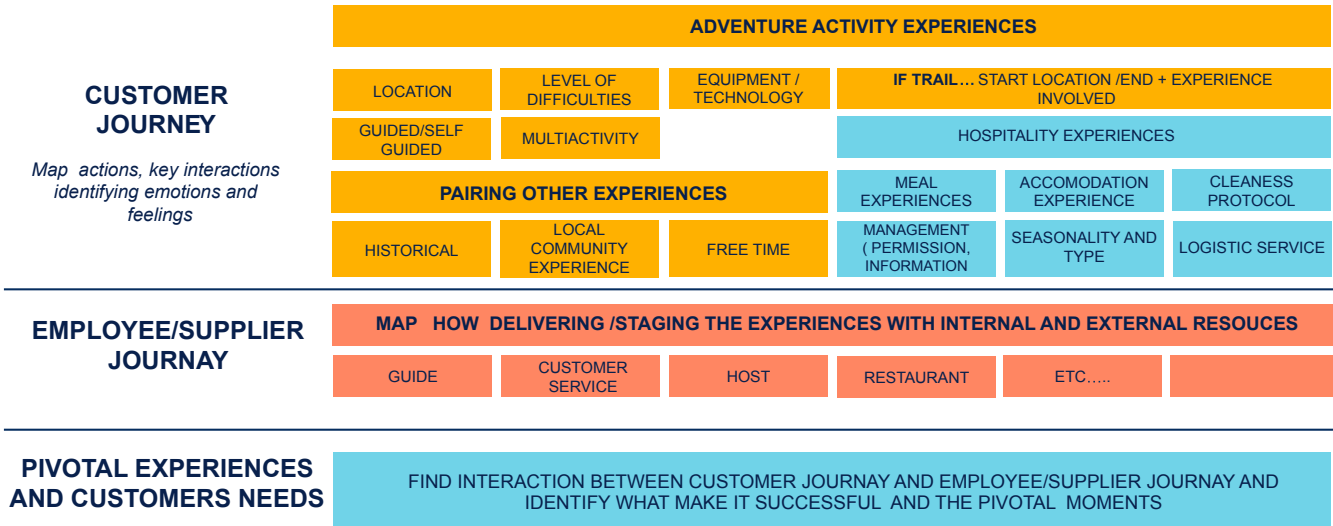 ADVENTURE ACTIVITY EXPERIENCES
CUSTOMER
JOURNEY
Map actions, key interactions
identifying emotions and
feelings
LOCATION
LEVEL OF
DIFFICULTIES
EQUIPMENT /
TECHNOLOGY
IF TRAIL... START LOCATION /END + EXPERIENCE
INVOLVED
GUIDED/SELF
GUIDED
MULTIACTIVITY
HOSPITALITY EXPERIENCES
PAIRING OTHER EXPERIENCES
MEAL
EXPERIENCES
ACCOMODATION
EXPERIENCE
CLEANESS
PROTOCOL
HISTORICAL
LOCAL
COMMUNITY
EXPERIENCE
FREE TIME
MANAGEMENT
( PERMISSION,
INFORMATION
SEASONALITY AND
TYPE
LOGISTIC SERVICE
EMPLOYEE/SUPPLIER
JOURNAY
MAP HOW DELIVERING /STAGING THE EXPERIENCES WITH INTERNAL AND EXTERNAL RESOUCES
GUIDE
CUSTOMER
SERVICE
HOST
RESTAURANT
ETC.....
PIVOTAL EXPERIENCES
AND CUSTOMERS NEEDS
FIND INTERACTION BETWEEN CUSTOMER JOURNAY AND EMPLOYEE/SUPPLIER JOURNAY AND
IDENTIFY WHAT MAKE IT SUCCESSFUL AND THE PIVOTAL MOMENTS